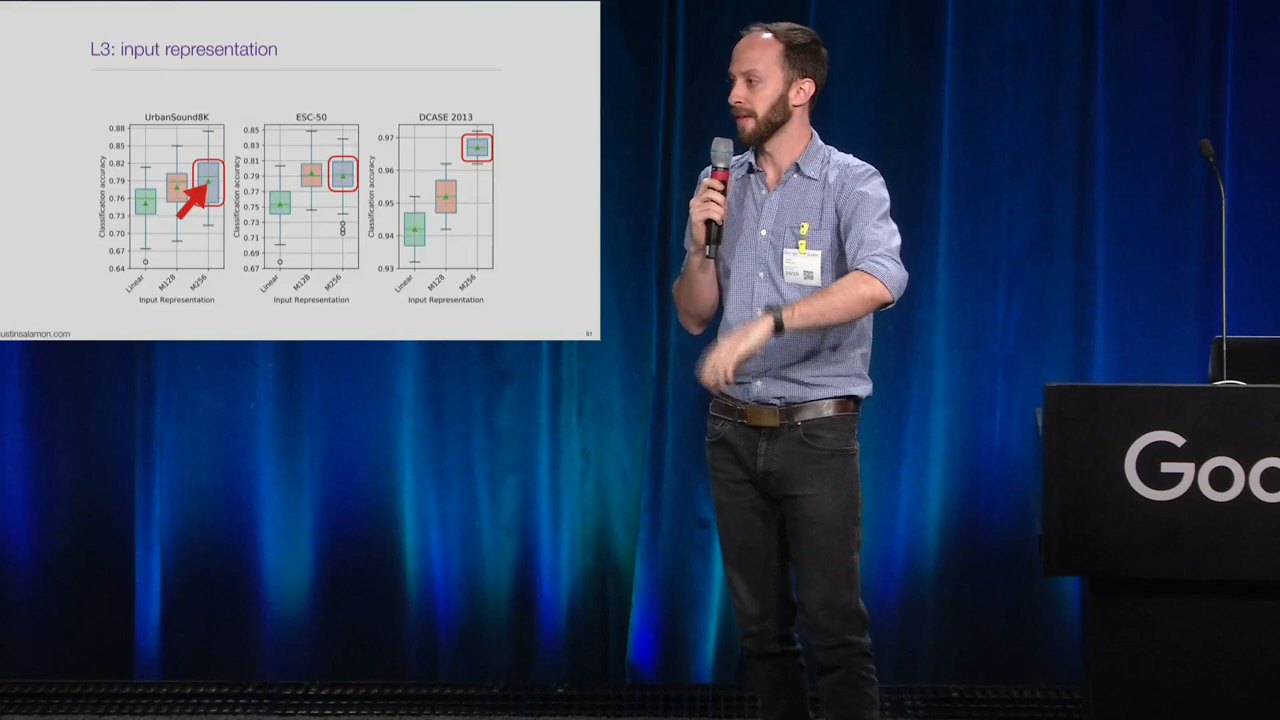 L3: input representation
UrbanSound8K
0.88
0.85
0.82
0.79
0.76
0.73
0.70
0.67
0.64
Classification accuracy
Linear
M128
M256
Input Representation
ESC-50
0.85
0.83
0.81
0.79
0.77
0.75
0.73
0.71
0.69
0.67
Classification accuracy
Linear
M128
M256
Input Representation
DCASE 2013
0.97
0.96
0.95
0.94
0.93
Classification accuracy
Linear
M128
M256
Input Representation
ustinsalamon.com
61
Goo